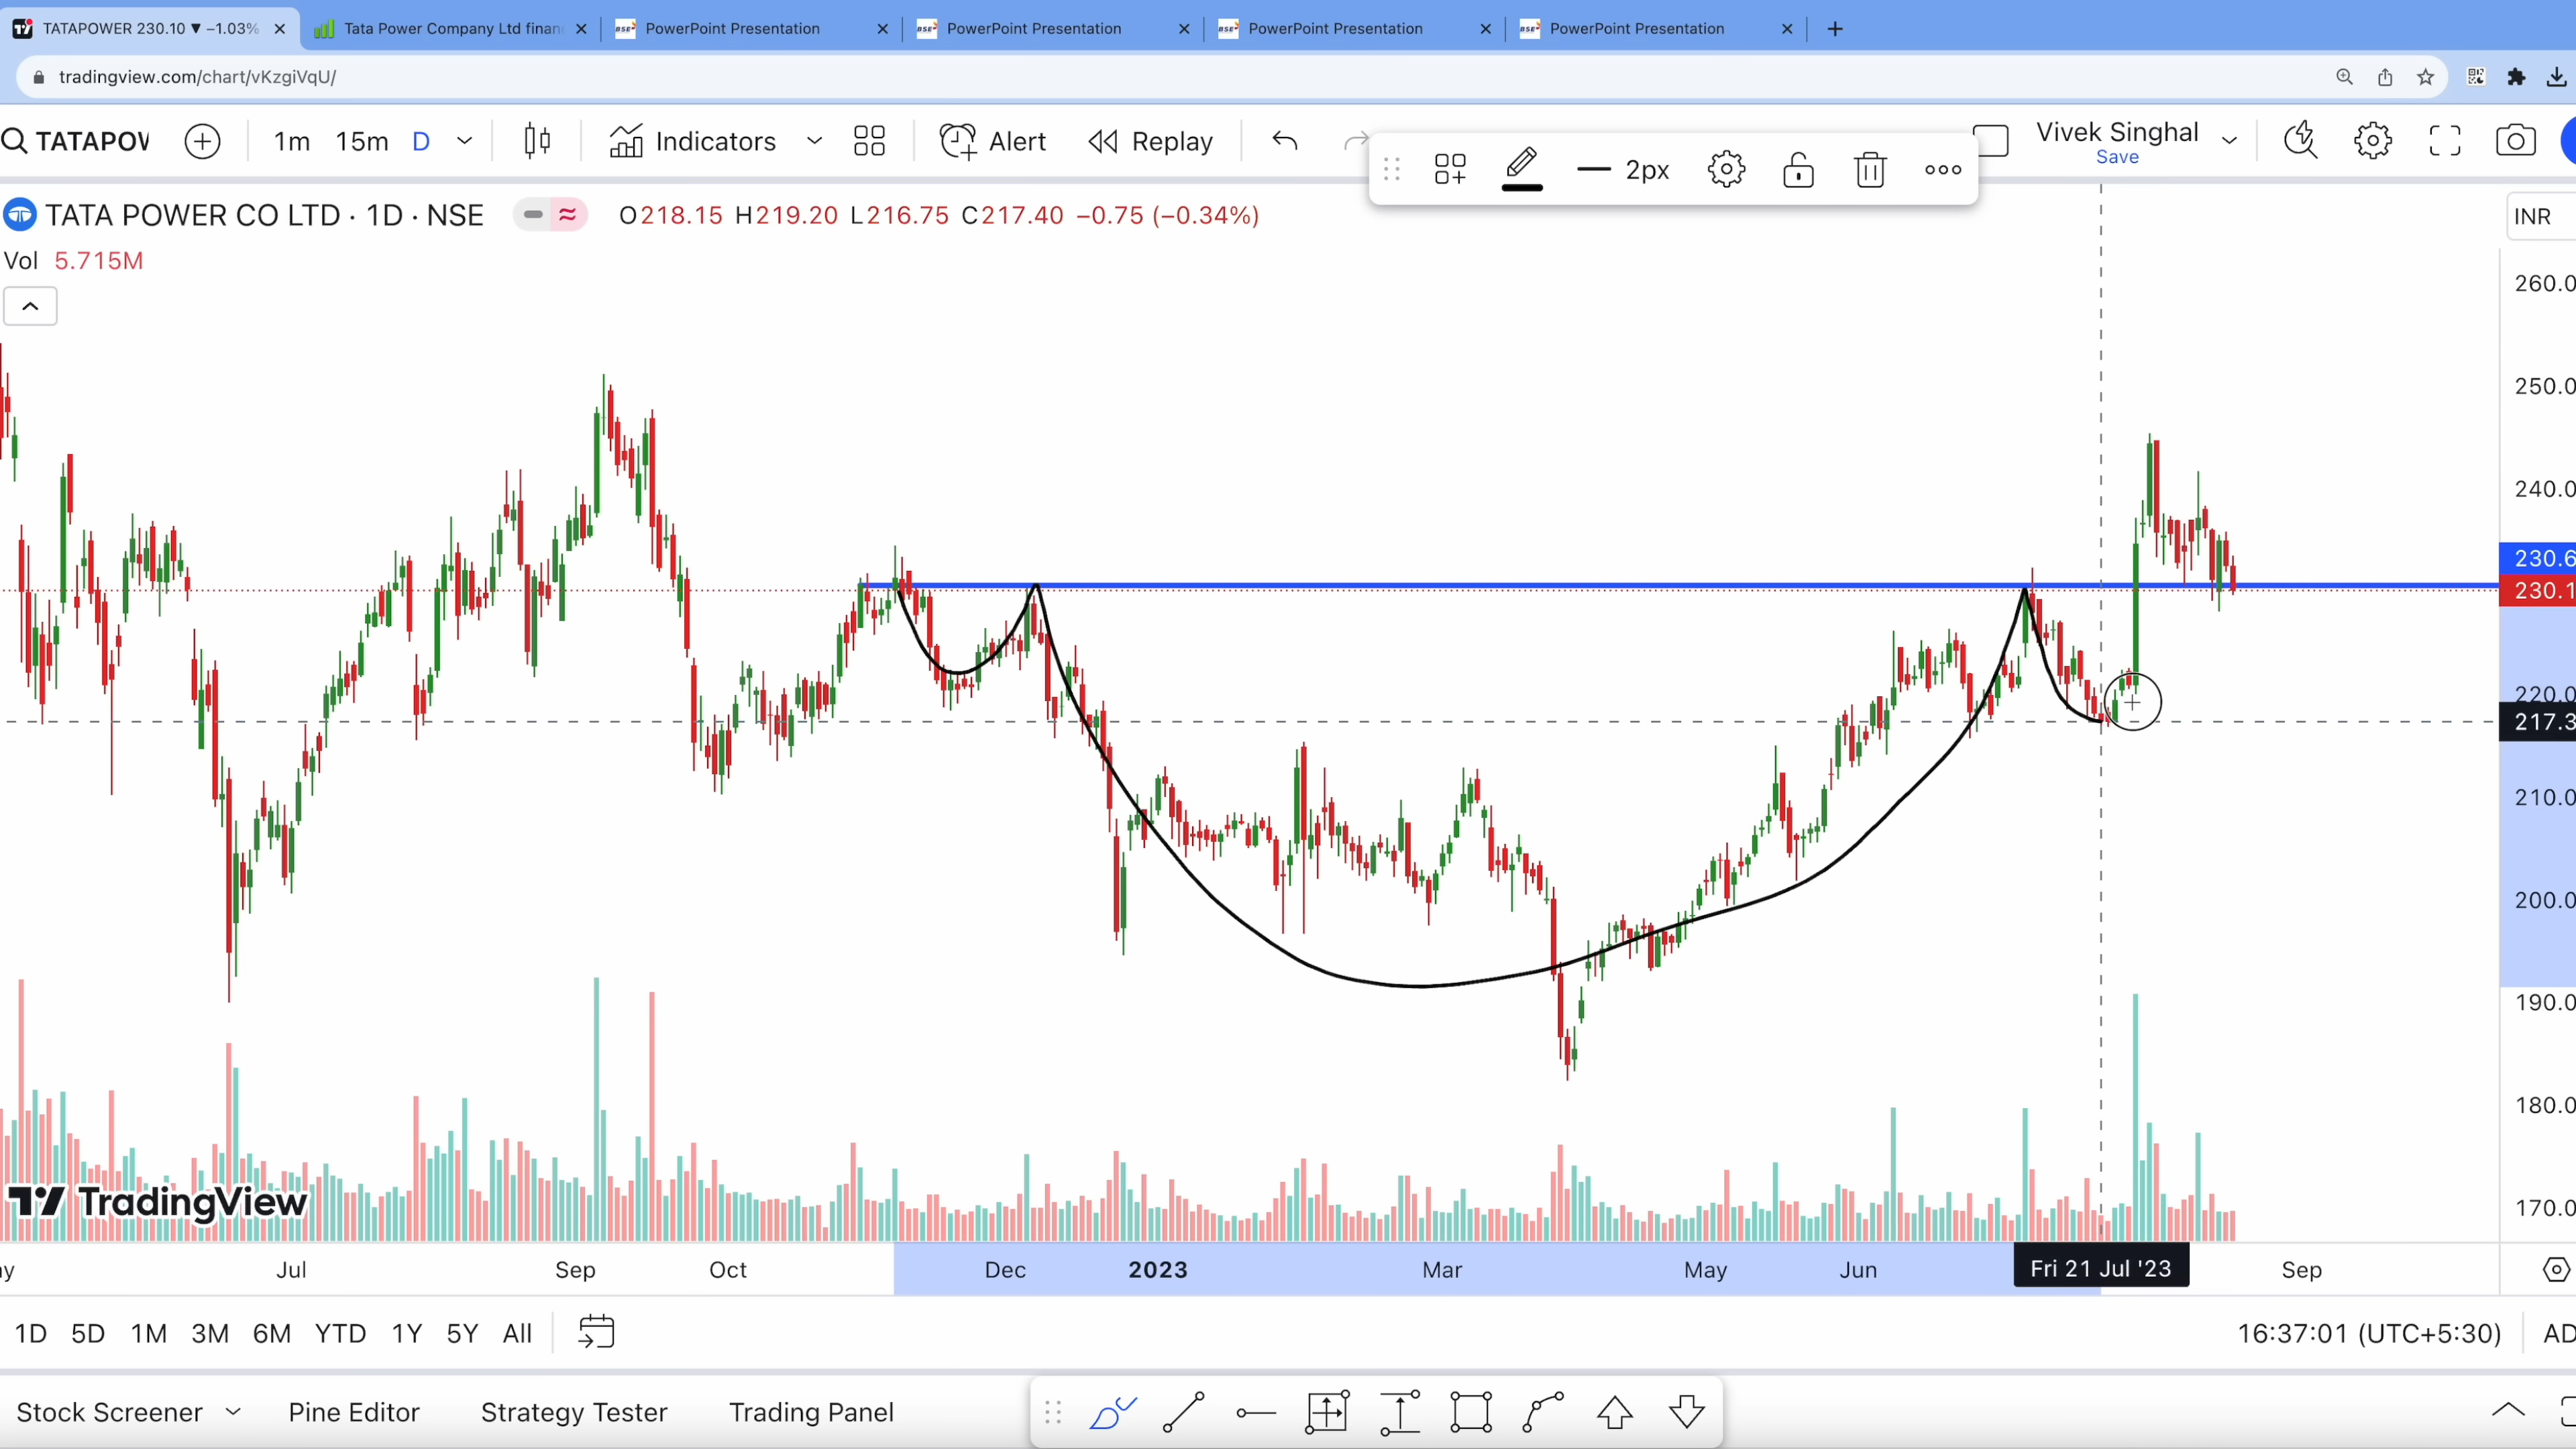 TATAPOWER 230.10 ▼ −1.03%
Tata Power Company Ltd finan
PowerPoint Presentation
PowerPoint Presentation
PowerPoint Presentation
PowerPoint Presentation
tradingview.com/chart/vKzgiVqU/
TATAPOW
1m 15m D
Indicators
Alert
Replay
Vivek Singhal
Save
2px
TATA POWER CO LTD · 1D · NSE
O218.15 H219.20 L216.75 C217.40 −0.75 (−0.34%)
INR
Vol 5.715M
260.0
250.0
240.0
230.6
230.1
220.0
217.3
210.0
200.0
190.0
180.0
170.0
TradingView
Jul Sep Oct Dec 2023 Mar May Jun Fri 21 Jul '23 Sep
1D 5D 1M 3M 6M YTD 1Y 5Y All
16:37:01 (UTC+5:30)
Stock Screener
Pine Editor
Strategy Tester
Trading Panel